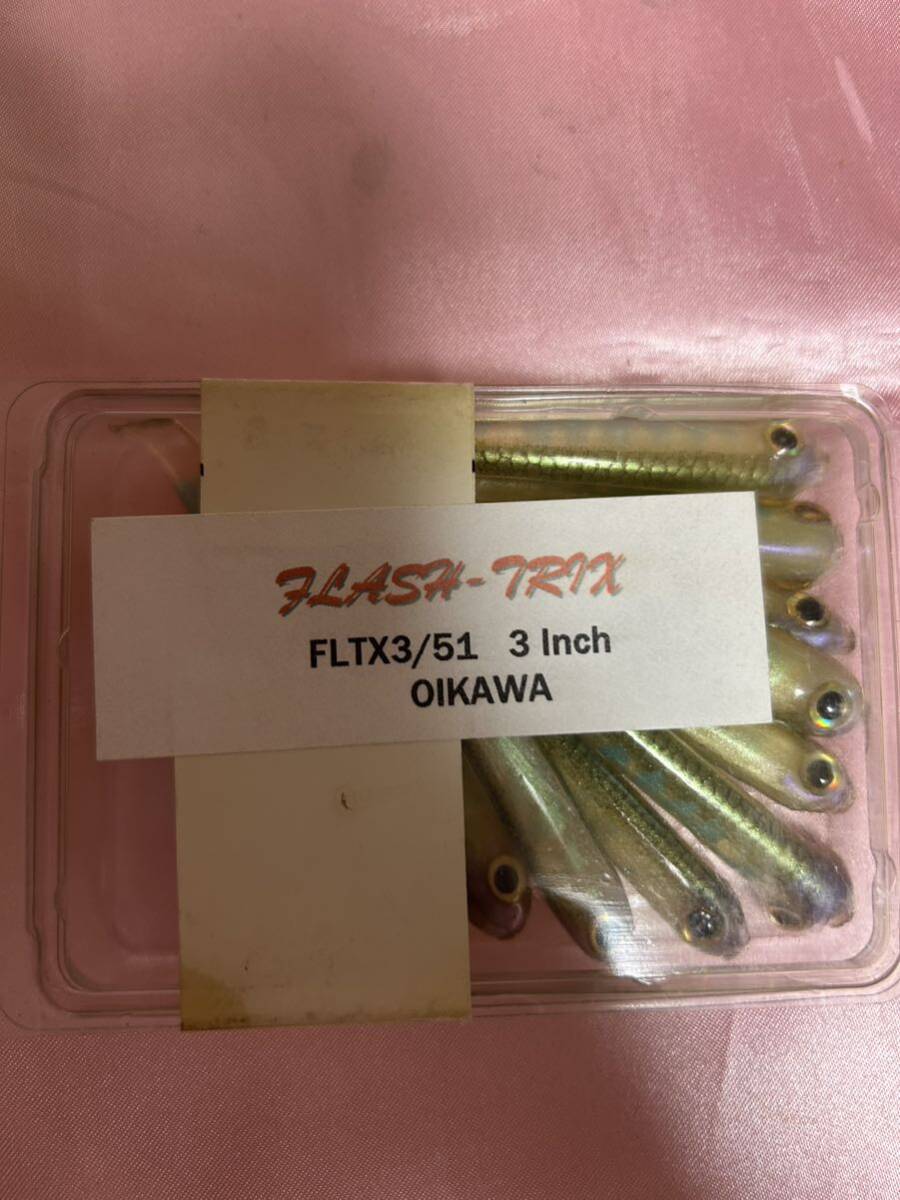 FLASH-TRIX
FLTX3/51 3 Inch
OIKAWA